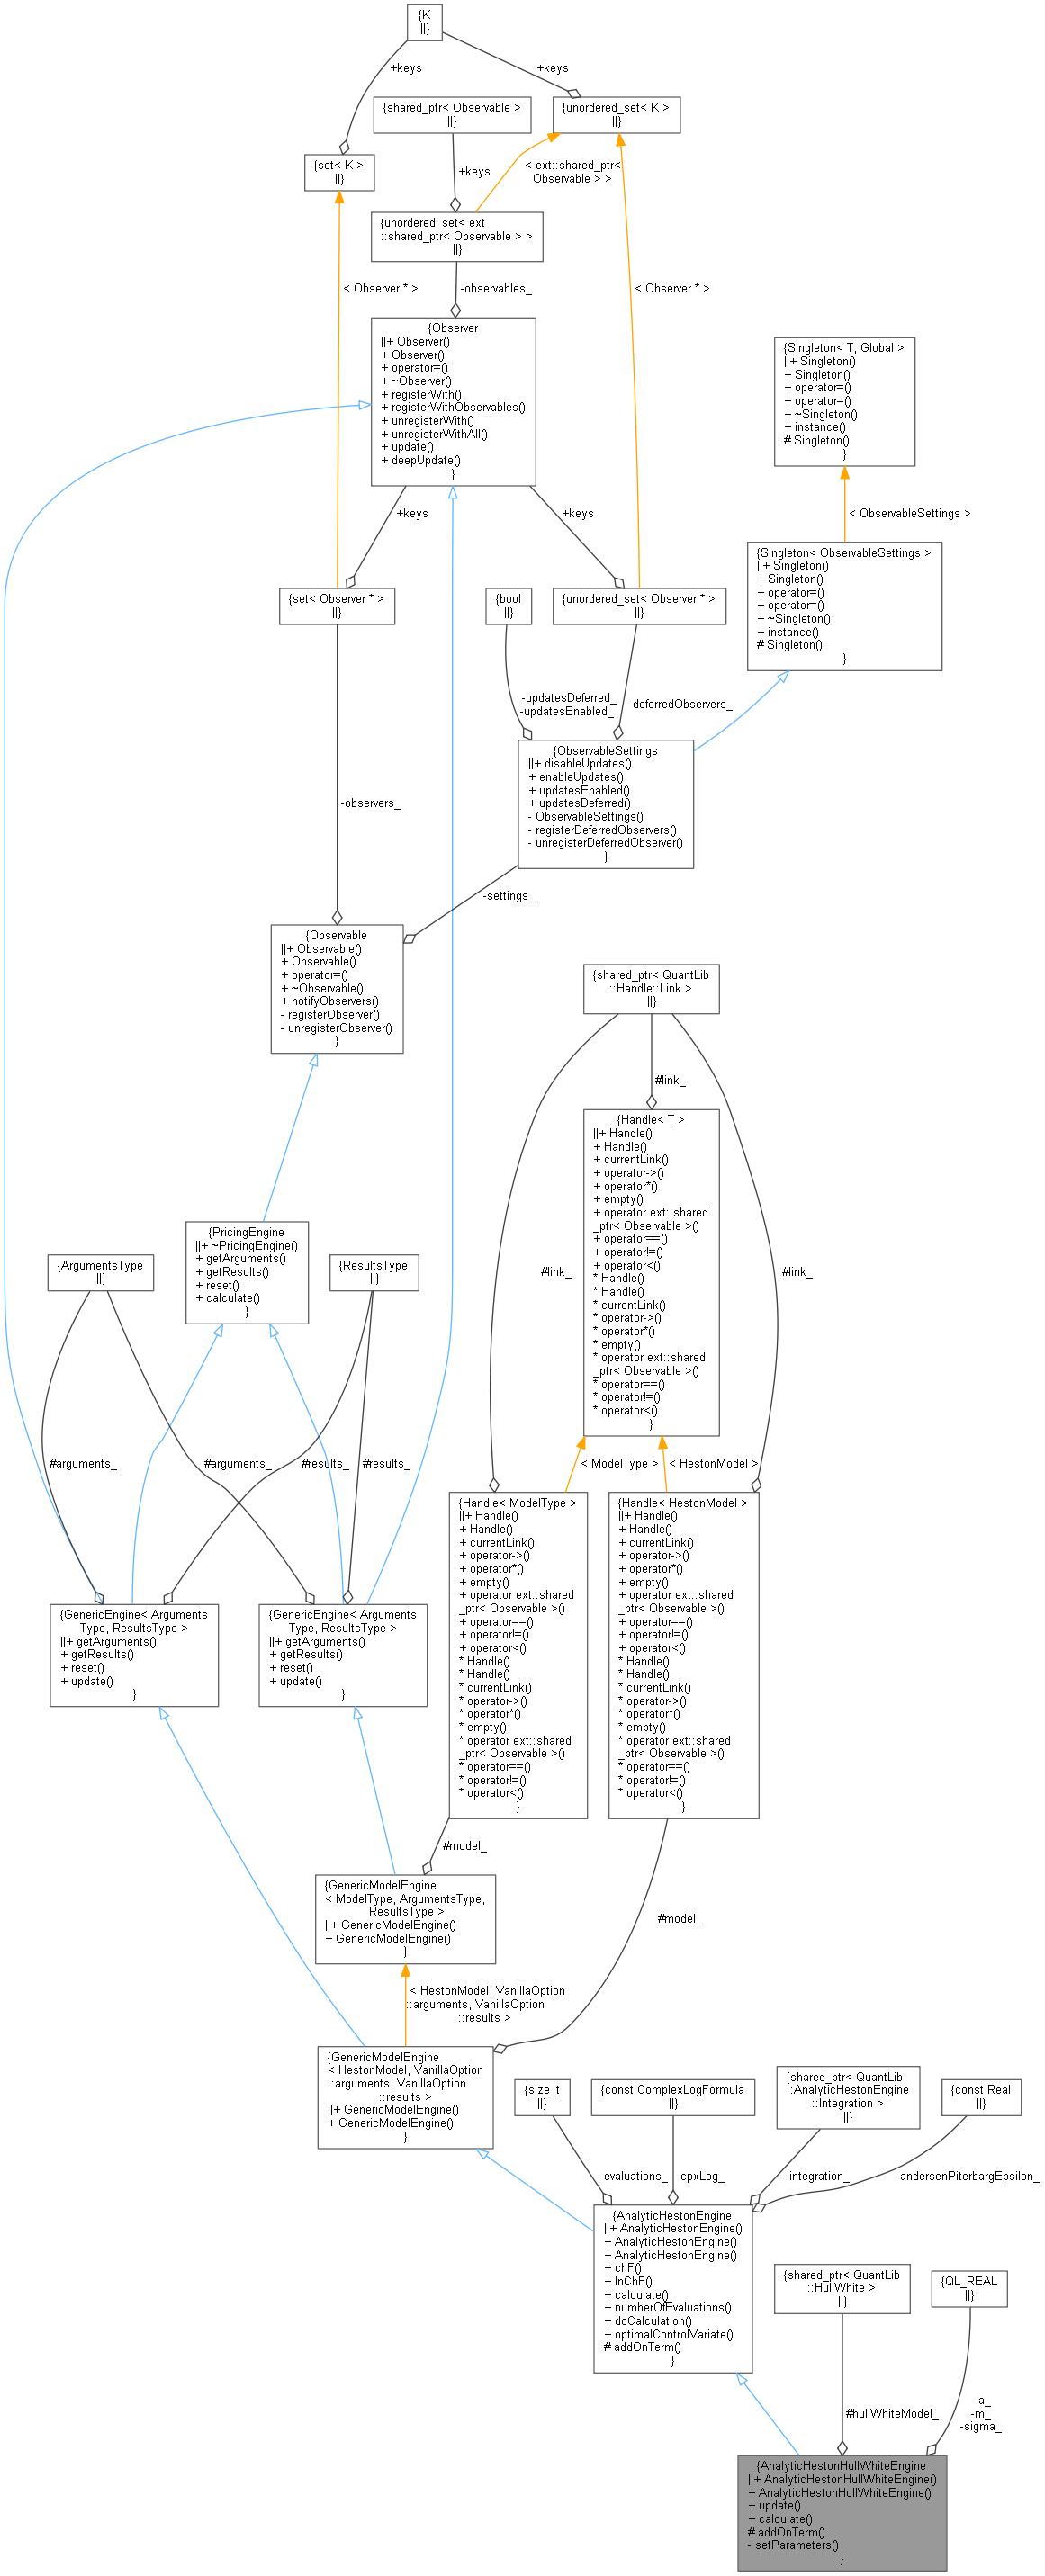 {K
||}
+keys
+keys
{shared_ptr< Observable >
||}
{unordered_set< K >
||}
{set< K >
||}
+keys
< ext::shared_ptr<
Observable > >
{unordered_set< ext
::shared_ptr< Observable > >
||}
< Observer * >
-observables_
< Observer * >
{Observer
||+ Observer()
+ Observer()
+ operator=()
+ ~Observer()
+ registerWith()
+ registerWithObservables()
+ unregisterWith()
+ unregisterWithAll()
+ update()
+ deepUpdate()
}
{Singleton< T, Global >
||+ Singleton()
+ Singleton()
+ operator=()
+ operator=()
+ ~Singleton()
+ instance()
# Singleton()
}
+keys
+keys
< ObservableSettings >
{Singleton< ObservableSettings >
||+ Singleton()
+ Singleton()
+ operator=()
+ operator=()
+ ~Singleton()
+ instance()
# Singleton()
}
{set< Observer * >
||}
{bool
||}
{unordered_set< Observer * >
||}
-updatesDeferred_
-updatesEnabled_
-deferredObservers_
{ObservableSettings
||+ disableUpdates()
+ enableUpdates()
+ updatesEnabled()
+ updatesDeferred()
- ObservableSettings()
- registerDeferredObservers()
- unregisterDeferredObserver()
}
-observers_
-settings_
{Observable
||+ Observable()
+ Observable()
+ operator=()
+ ~Observable()
+ notifyObservers()
- registerObserver()
- unregisterObserver()
}
{shared_ptr< QuantLib
::Handle::Link >
||}
#link_
{Handle< T >
||+ Handle()
+ Handle()
+ currentLink()
+ operator->()
+ operator*()
+ empty()
+ operator ext::shared
_ptr< Observable >()
+ operator==()
+ operator!=()
+ operator<()
* Handle()
* Handle()
* currentLink()
* operator->()
* operator*()
* empty()
* operator ext::shared
_ptr< Observable >()
* operator==()
* operator!=()
* operator<()
}
{PricingEngine
||+ ~PricingEngine()
+ getArguments()
+ getResults()
+ reset()
+ calculate()
}
{ArgumentsType
||}
{ResultsType
||}
#link_
#link_
#arguments_
#arguments_
#results_
#results_
< ModelType >
< HestonModel >
{Handle< ModelType >
||+ Handle()
+ Handle()
+ currentLink()
+ operator->()
+ operator*()
+ empty()
+ operator ext::shared
_ptr< Observable >()
+ operator==()
+ operator!=()
+ operator<()
* Handle()
* Handle()
* currentLink()
* operator->()
* operator*()
* empty()
* operator ext::shared
_ptr< Observable >()
* operator==()
* operator!=()
* operator<()
}
{Handle< HestonModel >
||+ Handle()
+ Handle()
+ currentLink()
+ operator->()
+ operator*()
+ empty()
+ operator ext::shared
_ptr< Observable >()
+ operator==()
+ operator!=()
+ operator<()
* Handle()
* Handle()
* currentLink()
* operator->()
* operator*()
* empty()
* operator ext::shared
_ptr< Observable >()
* operator==()
* operator!=()
* operator<()
}
{GenericEngine< Arguments
Type, ResultsType >
||+ getArguments()
+ getResults()
+ reset()
+ update()
}
{GenericEngine< Arguments
Type, ResultsType >
||+ getArguments()
+ getResults()
+ reset()
+ update()
}
#model_
{GenericModelEngine
< ModelType, ArgumentsType,
ResultsType >
||+ GenericModelEngine()
+ GenericModelEngine()
}
#model_
< HestonModel, VanillaOption
::arguments, VanillaOption
::results >
{GenericModelEngine
< HestonModel, VanillaOption
::arguments, VanillaOption
::results >
||+ GenericModelEngine()
+ GenericModelEngine()
}
{size_t
||}
{const ComplexLogFormula
||}
{shared_ptr< QuantLib
::AnalyticHestonEngine
::Integration >
||}
{const Real
||}
-evaluations_
-cpxLog_
-integration_
-andersenPiterbargEpsilon_
{AnalyticHestonEngine
||+ AnalyticHestonEngine()
+ AnalyticHestonEngine()
+ AnalyticHestonEngine()
+ chF()
+ lnChF()
+ calculate()
+ numberOfEvaluations()
+ doCalculation()
+ optimalControlVariate()
# addOnTerm()
}
{shared_ptr< QuantLib
::HullWhite >
||}
{QL_REAL
||}
#hullWhiteModel_
-a_
-m_
-sigma_
{AnalyticHestonHullWhiteEngine
||+ AnalyticHestonHullWhiteEngine()
+ AnalyticHestonHullWhiteEngine()
+ update()
+ calculate()
# addOnTerm()
- setParameters()
}